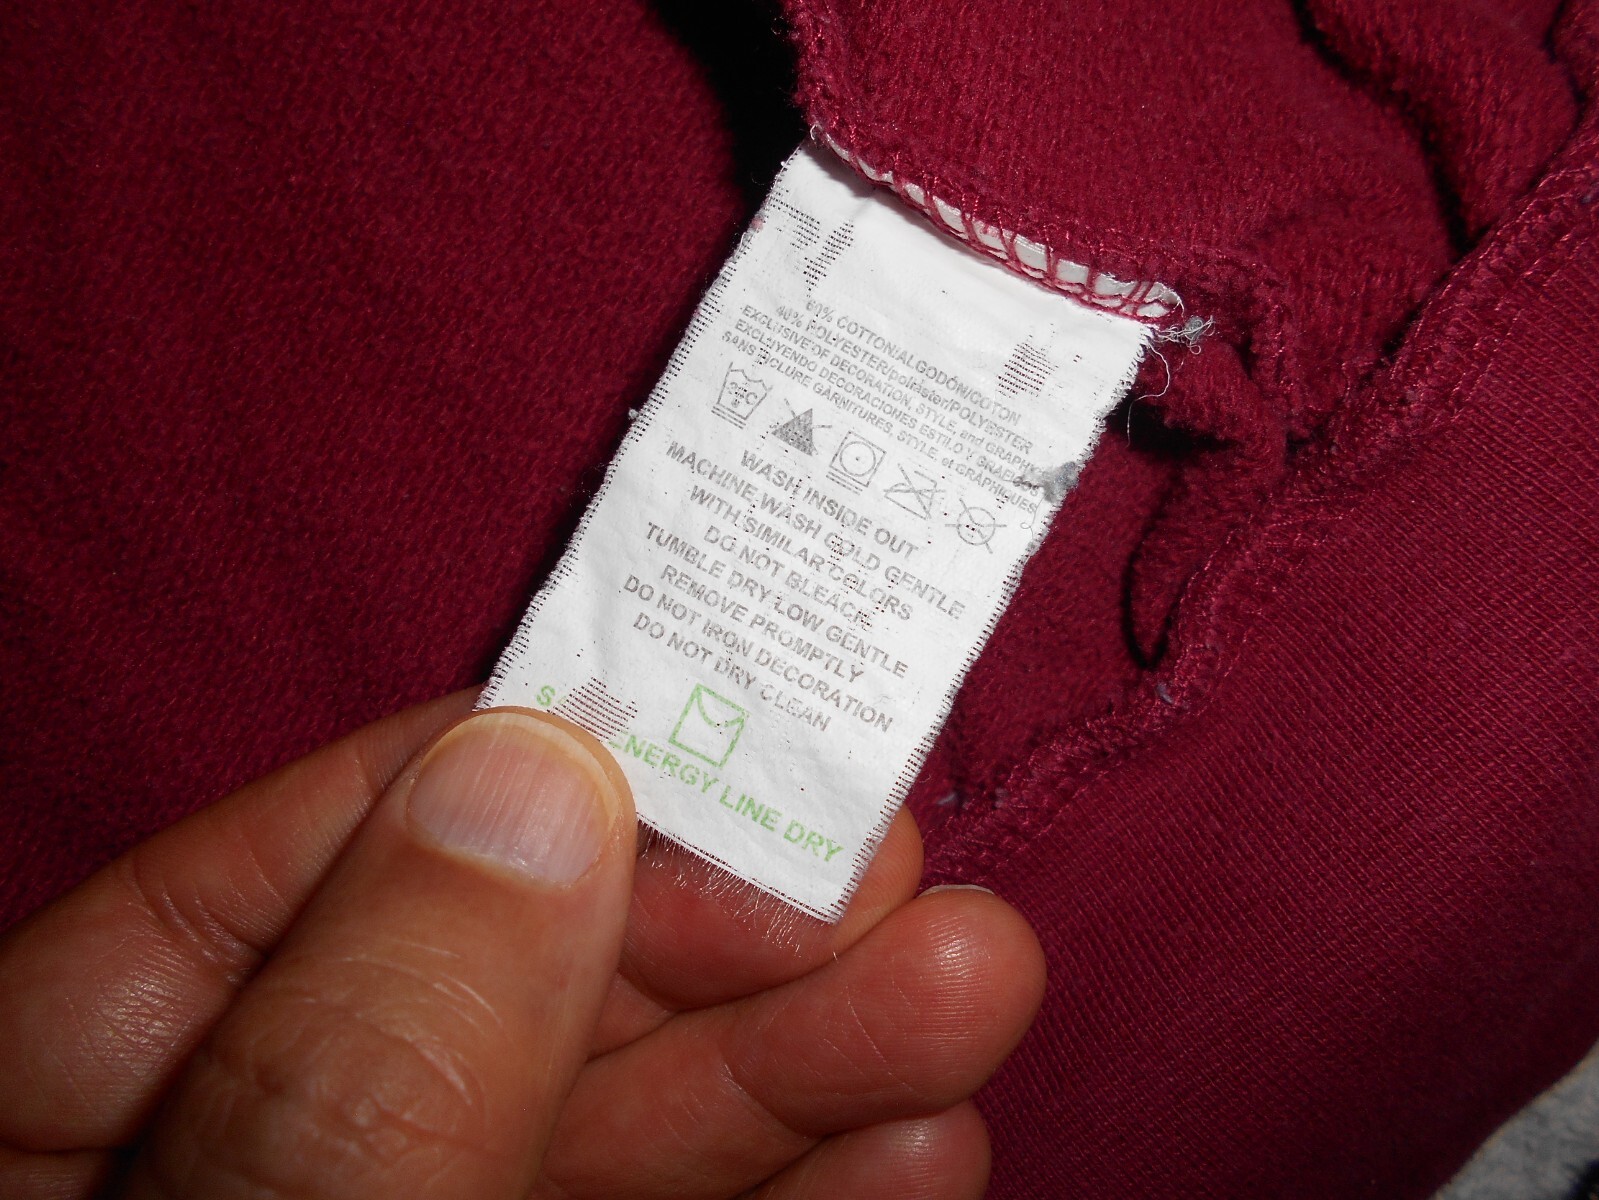 60% COTTON/ALGODÓN/COTON
40% POLYESTER/poliéster/POLYESTER
EXCLUSIVE OF DECORATION, STYLE, and GRAPHICS
EXCLUYENDO DECORACIONES ESTILO Y GRAFICOS
SANS INCLURE GARNITURES, STYLE et GRAPHIQUES
WASH INSIDE OUT
MACHINE WASH COLD GENTLE
WITH SIMILAR COLORS
DO NOT BLEACH
TUMBLE DRY LOW GENTLE
REMOVE PROMPTLY
DO NOT IRON DECORATION
DO NOT DRY CLEAN
ENERGY LINE DRY